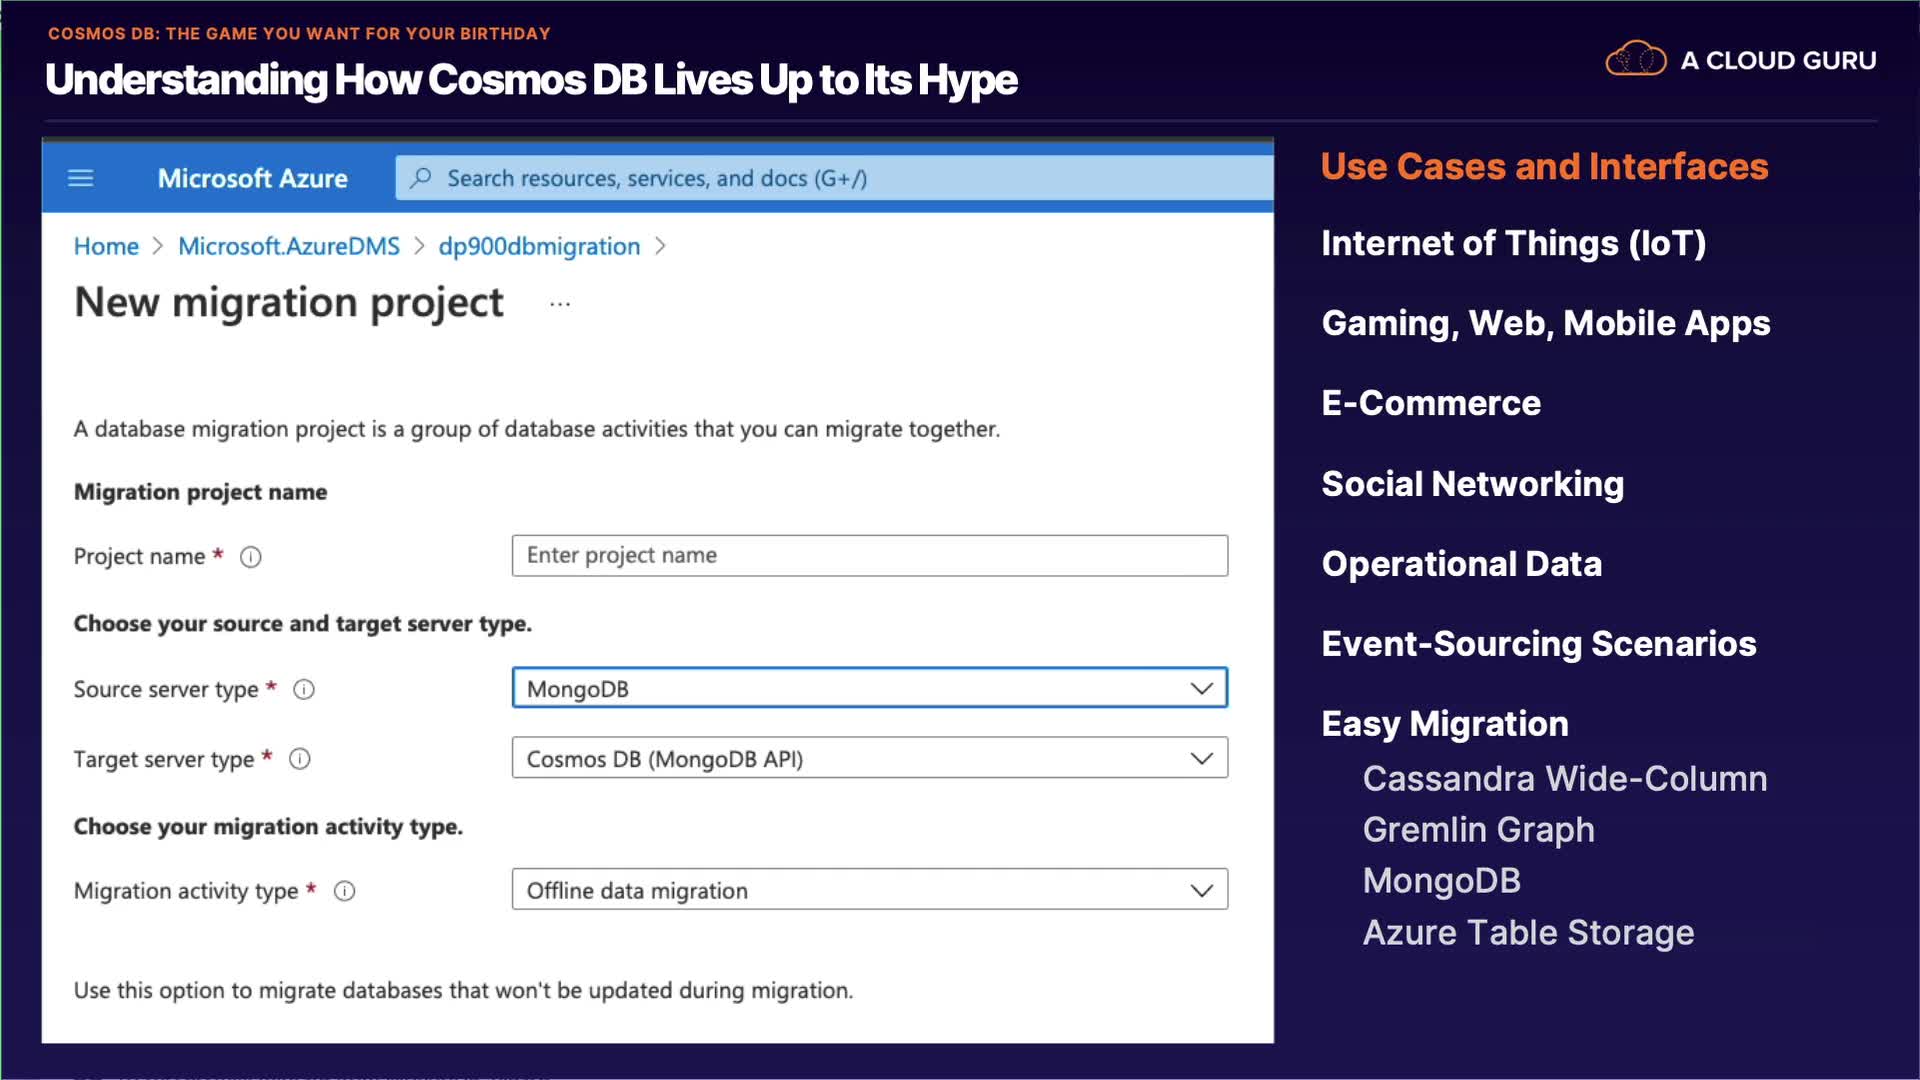 COSMOS DB: THE GAME YOU WANT FOR YOUR BIRTHDAY
Understanding How Cosmos DB Lives Up to Its Hype
A CLOUD GURU
Microsoft Azure
Search resources, services, and docs (G+/)
Home > Microsoft.AzureDMS > dp900dbmigration >
New migration project ...
A database migration project is a group of database activities that you can migrate together.
Migration project name
Project name * Enter project name
Choose your source and target server type.
Source server type * MongoDB
Target server type * Cosmos DB (MongoDB API)
Choose your migration activity type.
Migration activity type * Offline data migration
Use this option to migrate databases that won't be updated during migration.
Use Cases and Interfaces
Internet of Things (IoT)
Gaming, Web, Mobile Apps
E-Commerce
Social Networking
Operational Data
Event-Sourcing Scenarios
Easy Migration
Cassandra Wide-Column
Gremlin Graph
MongoDB
Azure Table Storage